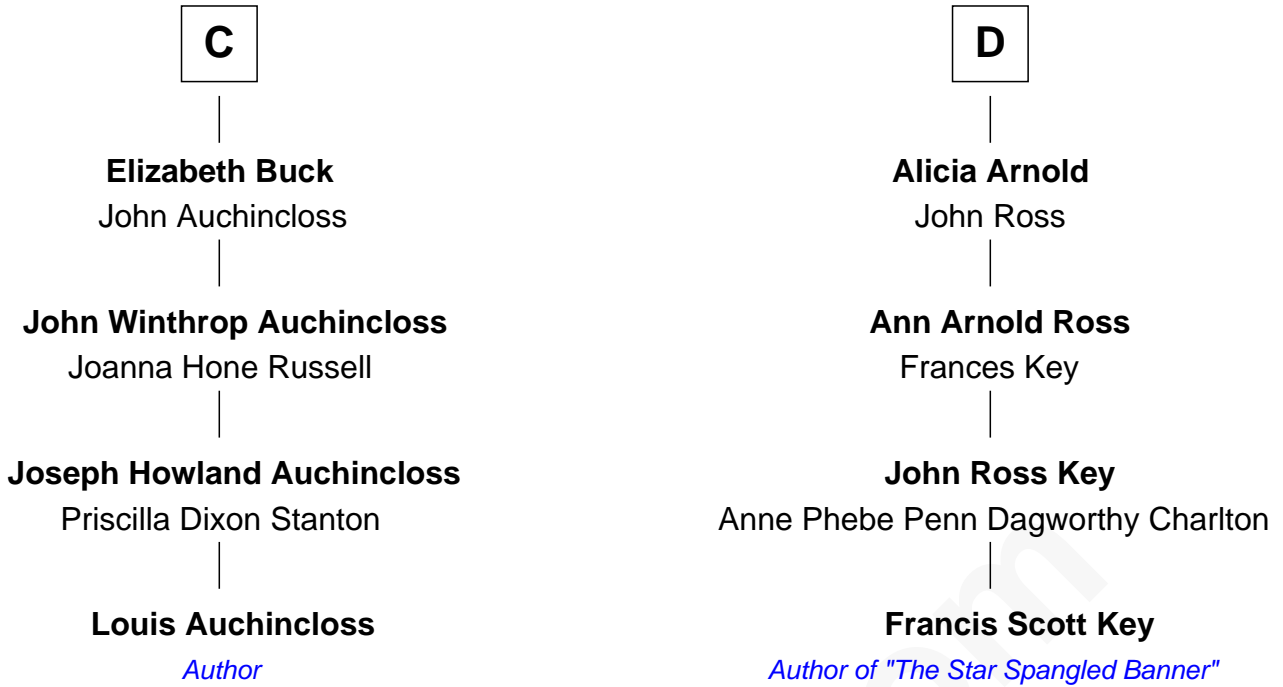 C
Elizabeth Buck
John Auchincloss
John Winthrop Auchincloss
Joanna Hone Russell
Joseph Howland Auchincloss
Priscilla Dixon Stanton
Louis Auchincloss
Author
D
Alicia Arnold
John Ross
Ann Arnold Ross
Frances Key
John Ross Key
Anne Phebe Penn Dagworthy Charlton
Francis Scott Key
Author of "The Star Spangled Banner"